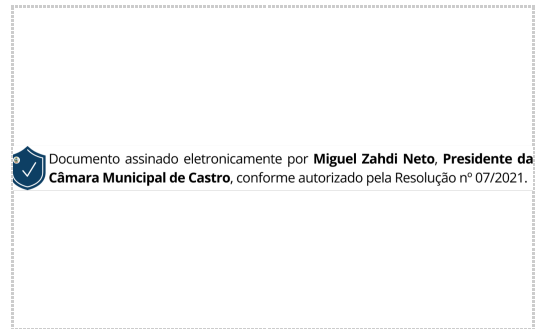 Documento assinado eletronicamente por Miguel Zahdi Neto, Presidente da
Câmara Municipal de Castro, conforme autorizado pela Resolução nº 07/2021.